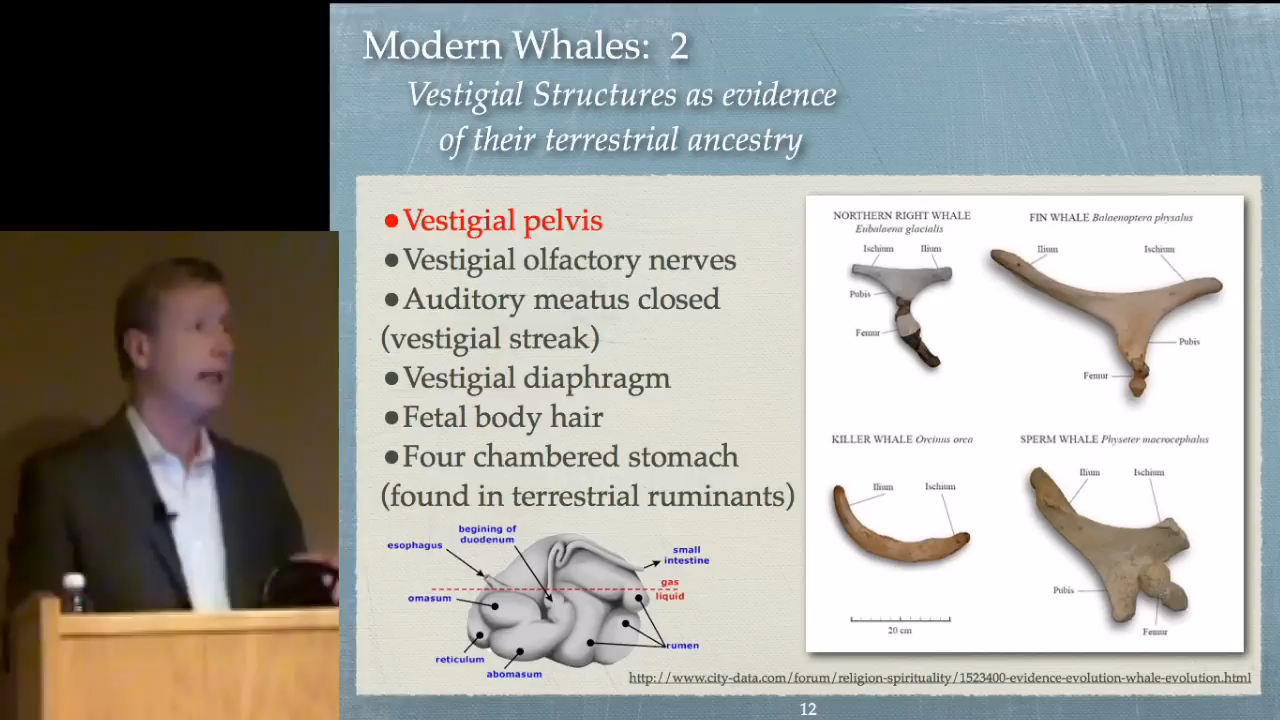 Modern Whales: 2
Vestigial Structures as evidence
of their terrestrial ancestry
●Vestigial pelvis
●Vestigial olfactory nerves
●Auditory meatus closed
(vestigial streak)
●Vestigial diaphragm
●Fetal body hair
●Four chambered stomach
(found in terrestrial ruminants)
esophagus
begining of
duodenum
small
intestine
gas
liquid
omasum
rumen
reticulum
abomasum
NORTHERN RIGHT WHALE
Eubalaena glacialis
Ischium
Ilium
Pubis
Femur
FIN WHALE Balaenoptera physalus
Ilium
Ischium
Pubis
Femur
KILLER WHALE Orcinus orca
Ilium
Ischium
20 cm
SPERM WHALE Physeter macrocephalus
Ilium
Ischium
Pubis
Femur
http://www.city-data.com/forum/religion-spirituality/1523400-evidence-evolution-whale-evolution.html
12